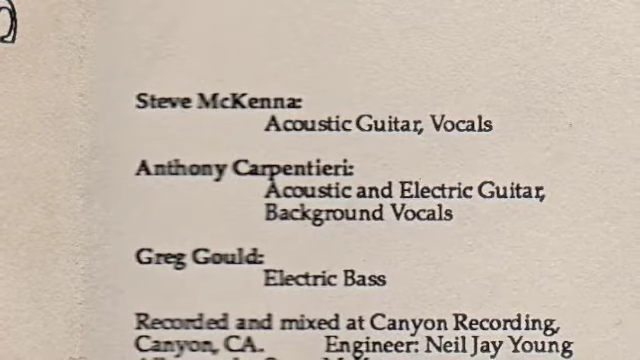 Steve McKenna:
Acoustic Guitar, Vocals
Anthony Carpentieri:
Acoustic and Electric Guitar,
Background Vocals
Greg Gould:
Electric Bass
Recorded and mixed at Canyon Recording,
Canyon, CA. Engineer: Neil Jay Young